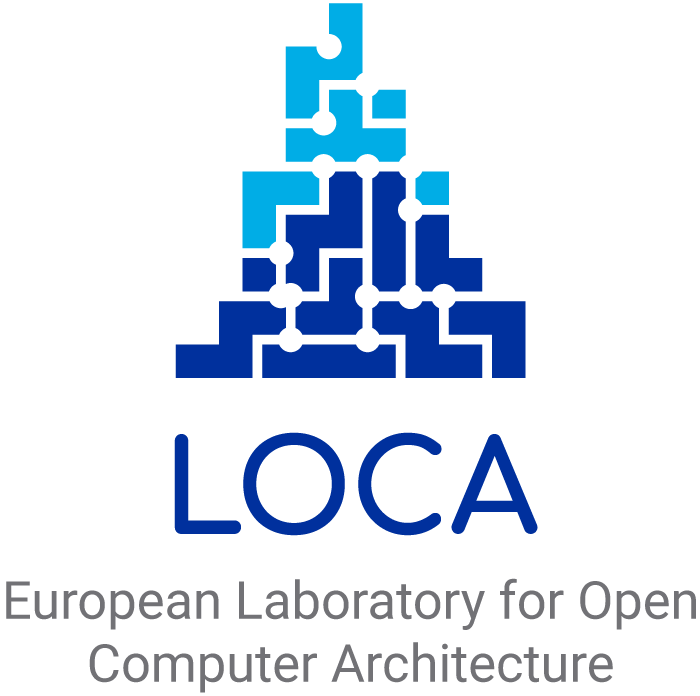 LOCA
European Laboratory for Open
Computer Architecture